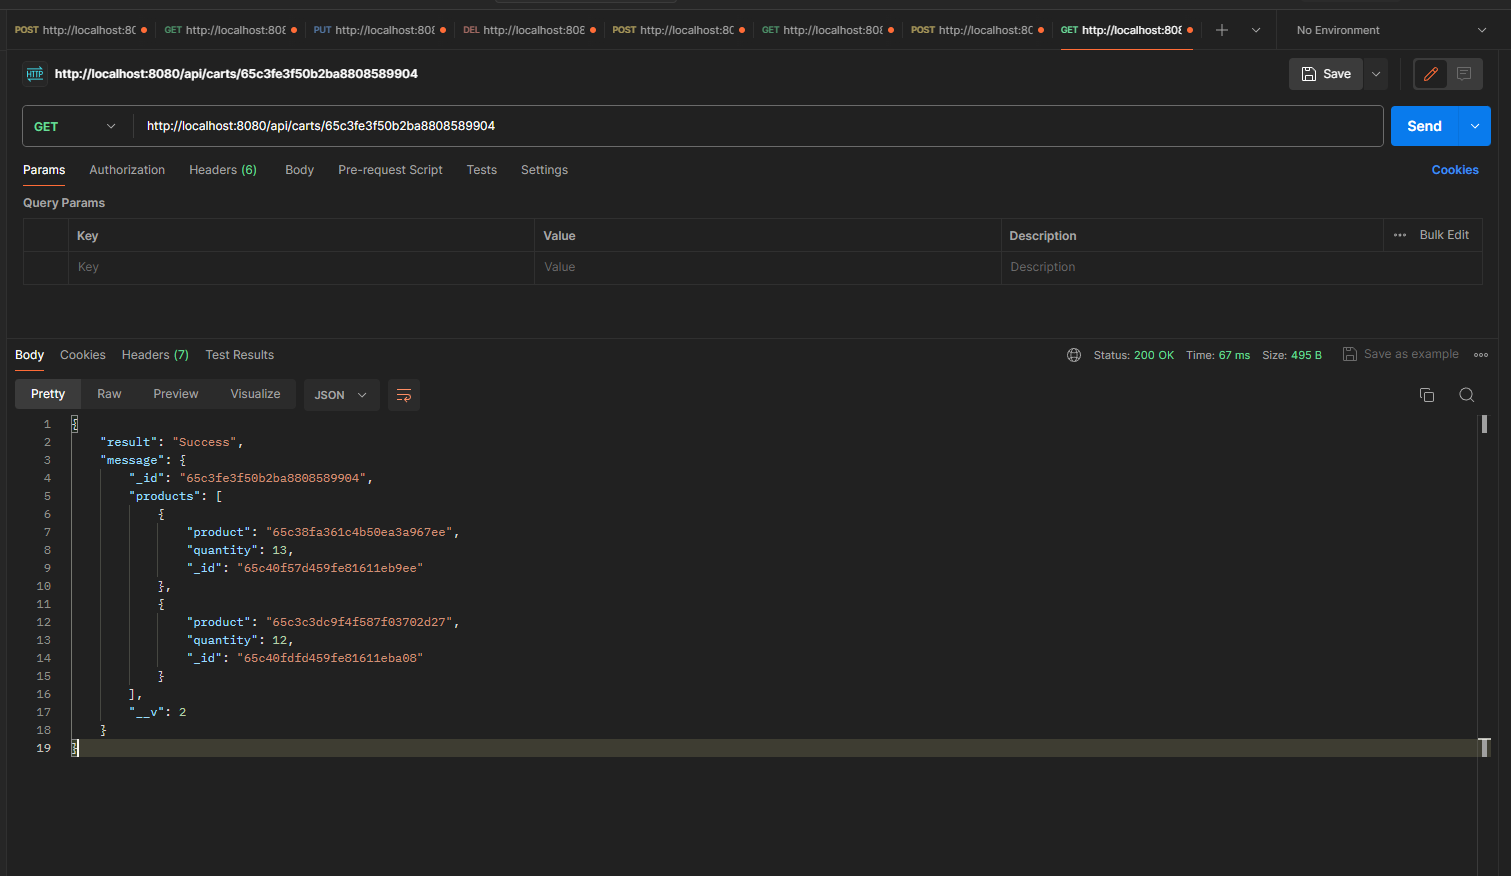 POST http://localhost:80 GET http://localhost:808 PUT http://localhost:808 DEL http://localhost:808 POST http://localhost:80 GET http://localhost:808 POST http://localhost:80 GET http://localhost:808 No Environment
HTTP http://localhost:8080/api/carts/65c3fe3f50b2ba8808589904 Save
GET http://localhost:8080/api/carts/65c3fe3f50b2ba8808589904 Send
Params Authorization Headers (6) Body Pre-request Script Tests Settings Cookies
Query Params
Key Value Description Bulk Edit
Key Value Description
Body Cookies Headers (7) Test Results Status: 200 OK Time: 67 ms Size: 495 B Save as example
Pretty Raw Preview Visualize JSON
1 {
2 "result": "Success",
3 "message": {
4 "_id": "65c3fe3f50b2ba8808589904",
5 "products": [
6 {
7 "product": "65c38fa361c4b50ea3a967ee",
8 "quantity": 13,
9 "_id": "65c40f57d459fe81611eb9ee"
10 },
11 {
12 "product": "65c3c3dc9f4f587f03702d27",
13 "quantity": 12,
14 "_id": "65c40fdfd459fe81611eba08"
15 }
16 ],
17 "__v": 2
18 }
19 }